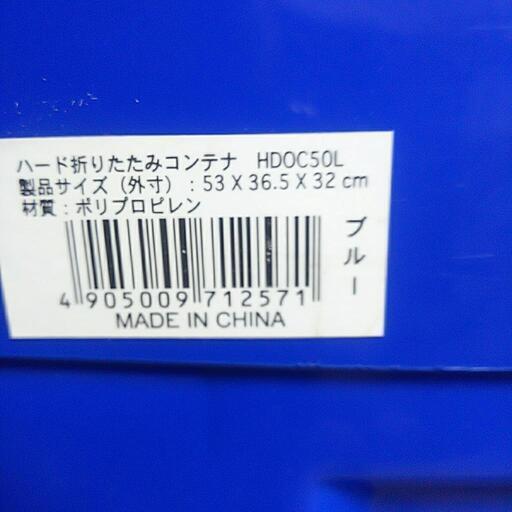 ハード折りたたみコンテナ　HDOC50L
製品サイズ（外寸）：53 X 36.5 X 32 cm
材質：ポリプロピレン
ブルー
4 905009 712571
MADE IN CHINA